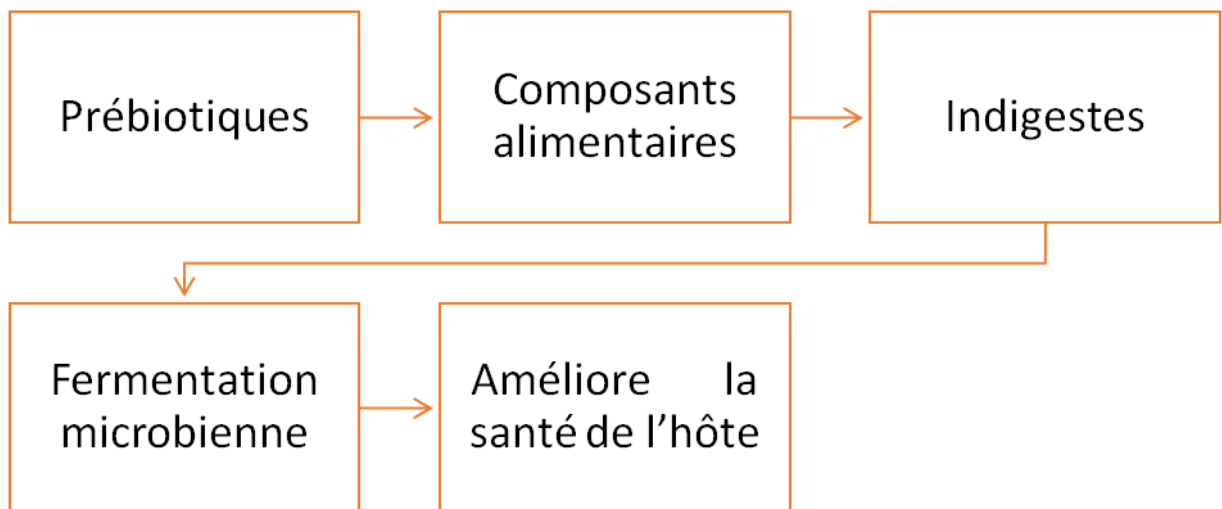 Prébiotiques
Composants
alimentaires
Indigestes
Fermentation
microbienne
Améliore la
santé de l’hôte